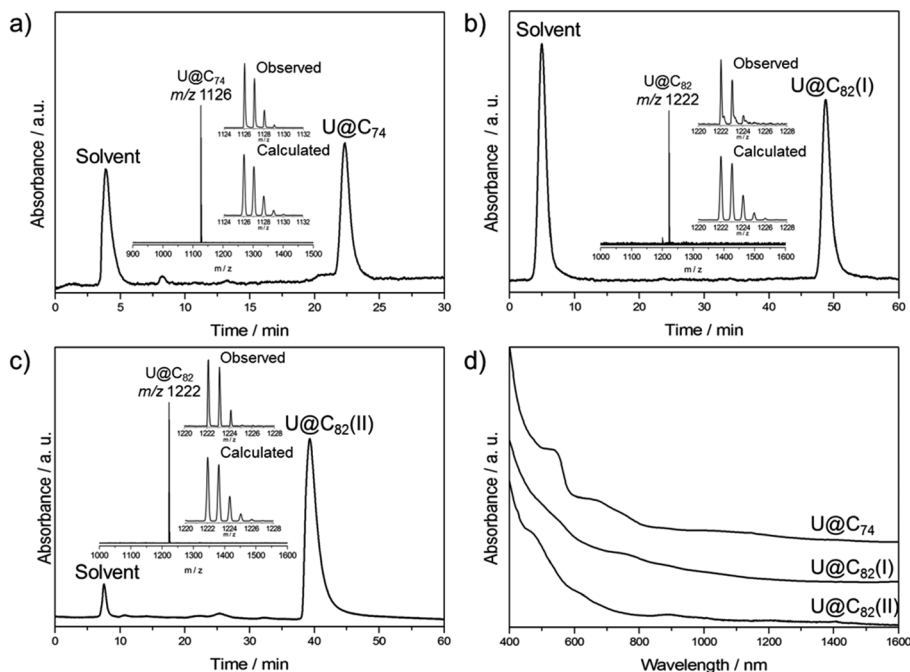 a)
Absorbance / a.u.
Solvent
U@C74
m/z 1126
Observed
1124 1126 1128 1130 1132
m/z
Calculated
1124 1126 1128 1130 1132
m/z
U@C74
900 1000 1100 1200 1300 1400 1500
m/z
0 5 10 15 20 25 30
Time / min
b)
Absorbance / a.u.
Solvent
U@C82
m/z 1222
Observed
1220 1222 1224 1226 1228
m/z
Calculated
1220 1222 1224 1226 1228
m/z
U@C82(I)
1000 1100 1200 1300 1400 1500 1600
m/z
0 10 20 30 40 50 60
Time / min
c)
Absorbance / a.u.
U@C82
m/z 1222
Observed
1220 1222 1224 1226 1228
m/z
Calculated
1220 1222 1224 1226 1228
m/z
U@C82(II)
1000 1100 1200 1300 1400 1500 1600
m/z
Solvent
0 10 20 30 40 50 60
Time / min
d)
Absorbance / a.u.
U@C74
U@C82(I)
U@C82(II)
400 600 800 1000 1200 1400 1600
Wavelength / nm